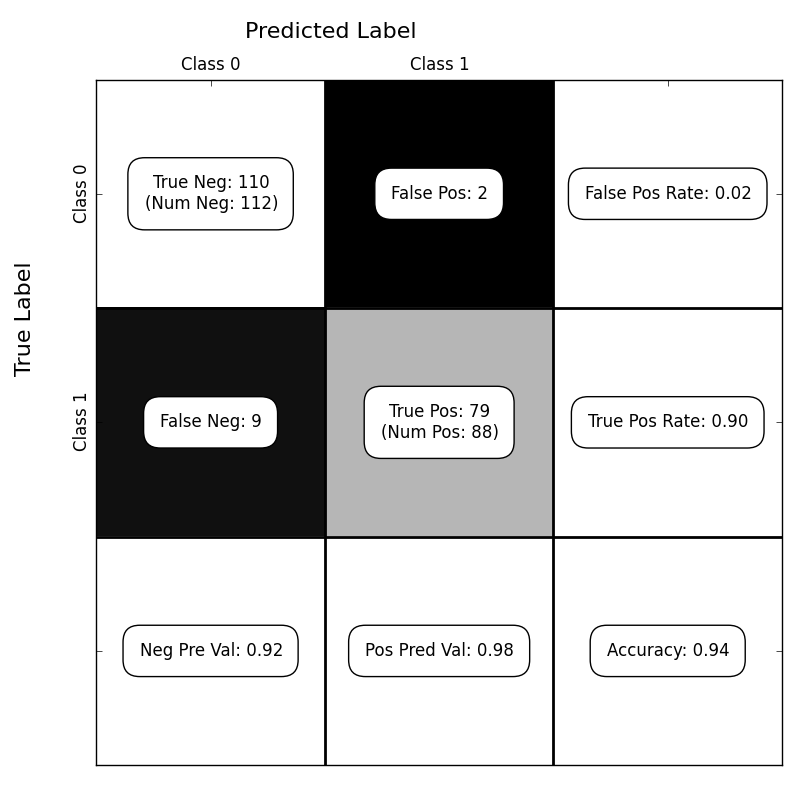 Predicted Label
Class 0
Class 1
True Label
Class 0
True Neg: 110
(Num Neg: 112)
False Pos: 2
False Pos Rate: 0.02
Class 1
False Neg: 9
True Pos: 79
(Num Pos: 88)
True Pos Rate: 0.90
Neg Pre Val: 0.92
Pos Pred Val: 0.98
Accuracy: 0.94